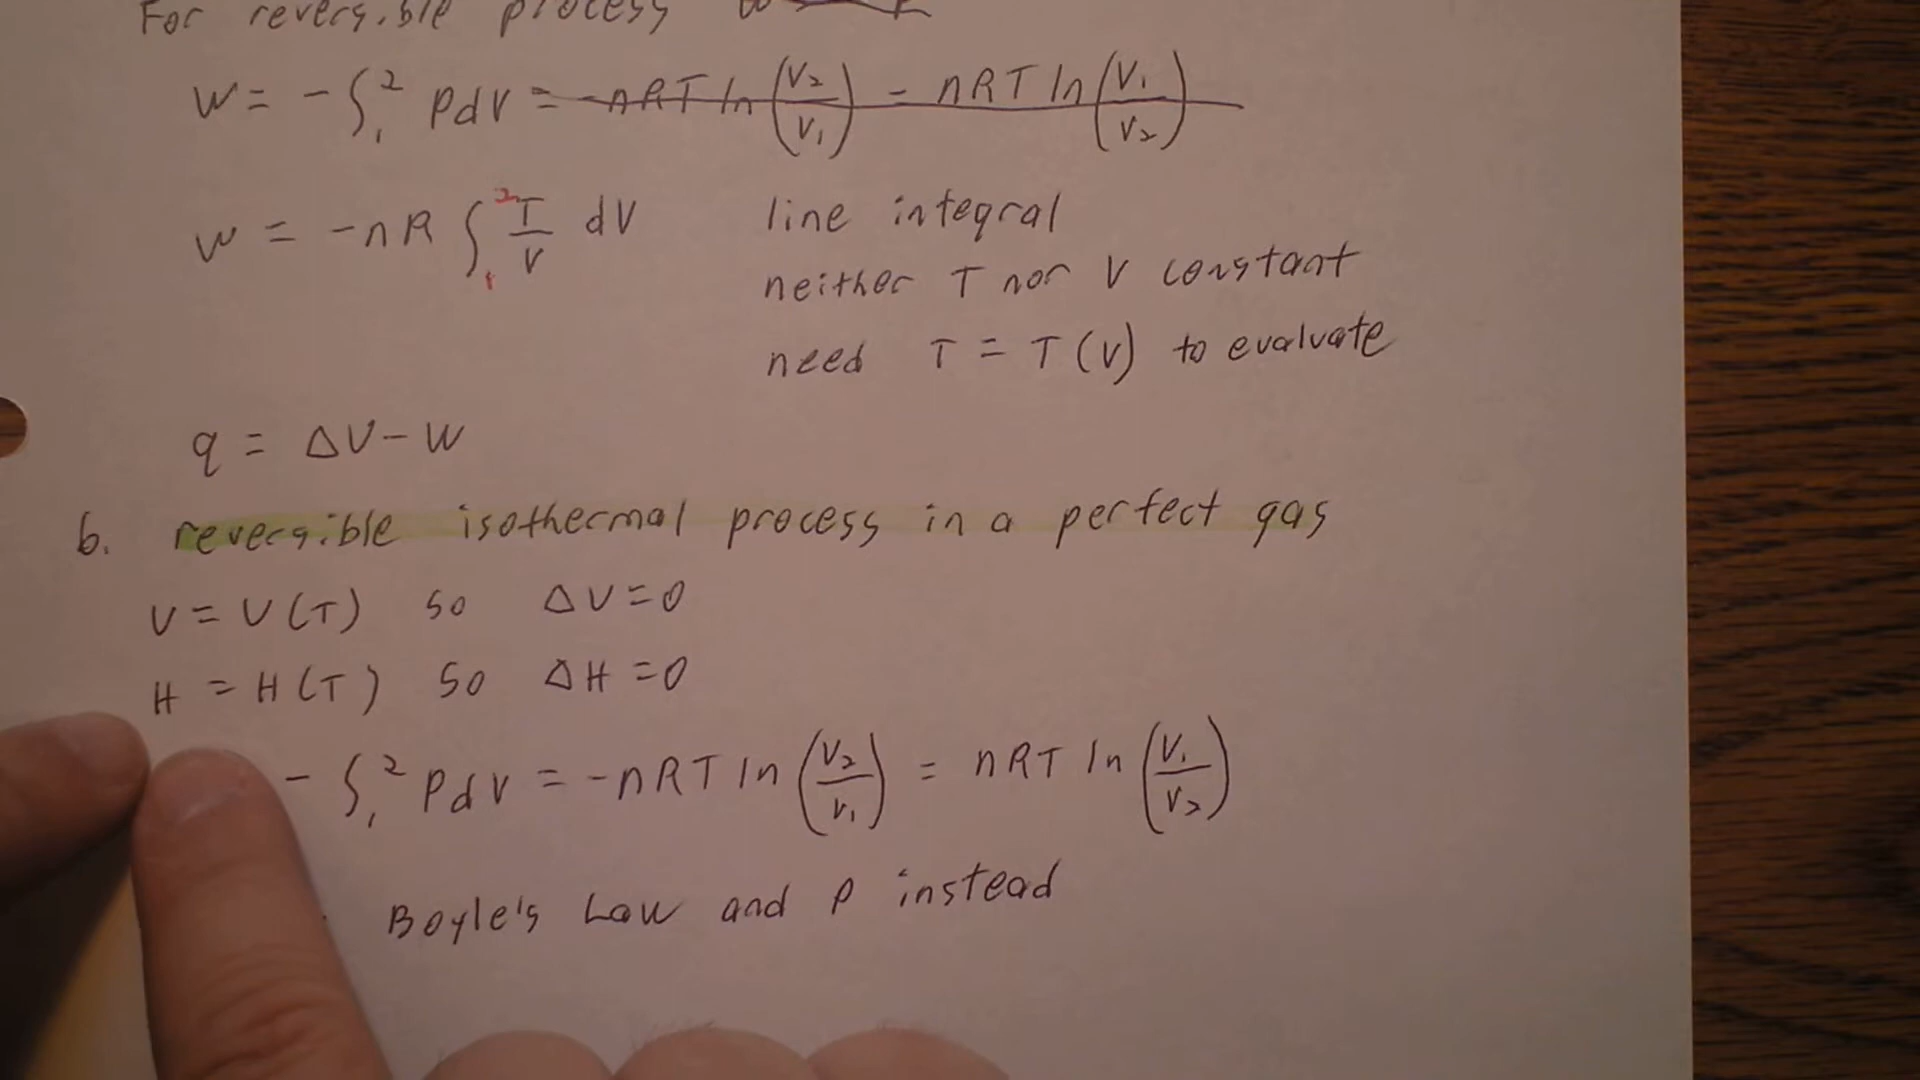 For reversible process
w = - ∫₁² P dV = -nRT ln (V₂/V₁) - nRT ln (V₁/V₂)
w = -nR ∫₁² T/V dV line integral
neither T nor V constant
need T = T(V) to evaluate
q = ΔU - w
6. reversible isothermal process in a perfect gas
U = U(T) so ΔU = 0
H = H(T) so ΔH = 0
- ∫₁² P dV = -nRT ln (V₂/V₁) = nRT ln (V₁/V₂)
Boyle's Law and P instead